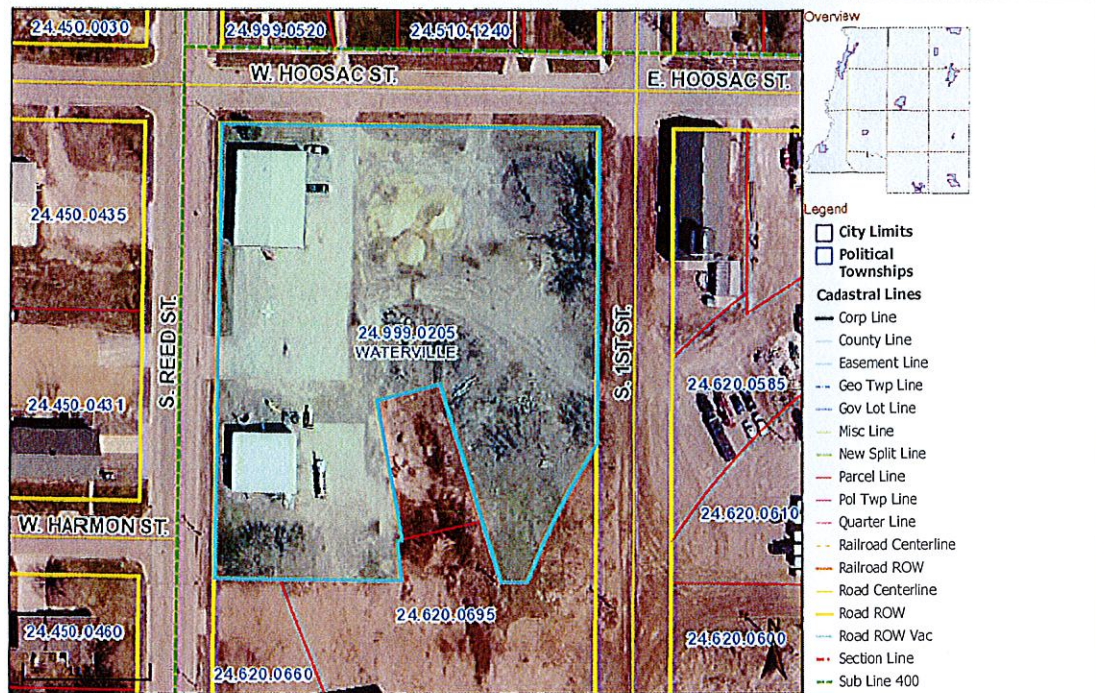 24.450.0030
24.999.0520
24.510.1240
W. HOOSAC ST.
E. HOOSAC ST.
24.450.0435
S. REED ST.
24.999.0205
WATERVILLE
S. 1ST ST.
24.620.0585
24.450.0431
W. HARMON ST.
24.620.0610
24.620.0695
24.450.0460
24.620.0660
24.620.0600
N
Overview
Legend
City Limits
Political
Townships
Cadastral Lines
Corp Line
County Line
Easement Line
Geo Twp Line
Gov Lot Line
Misc Line
New Split Line
Parcel Line
Pol Twp Line
Quarter Line
Railroad Centerline
Railroad ROW
Road Centerline
Road ROW
Road ROW Vac
Section Line
Sub Line 400